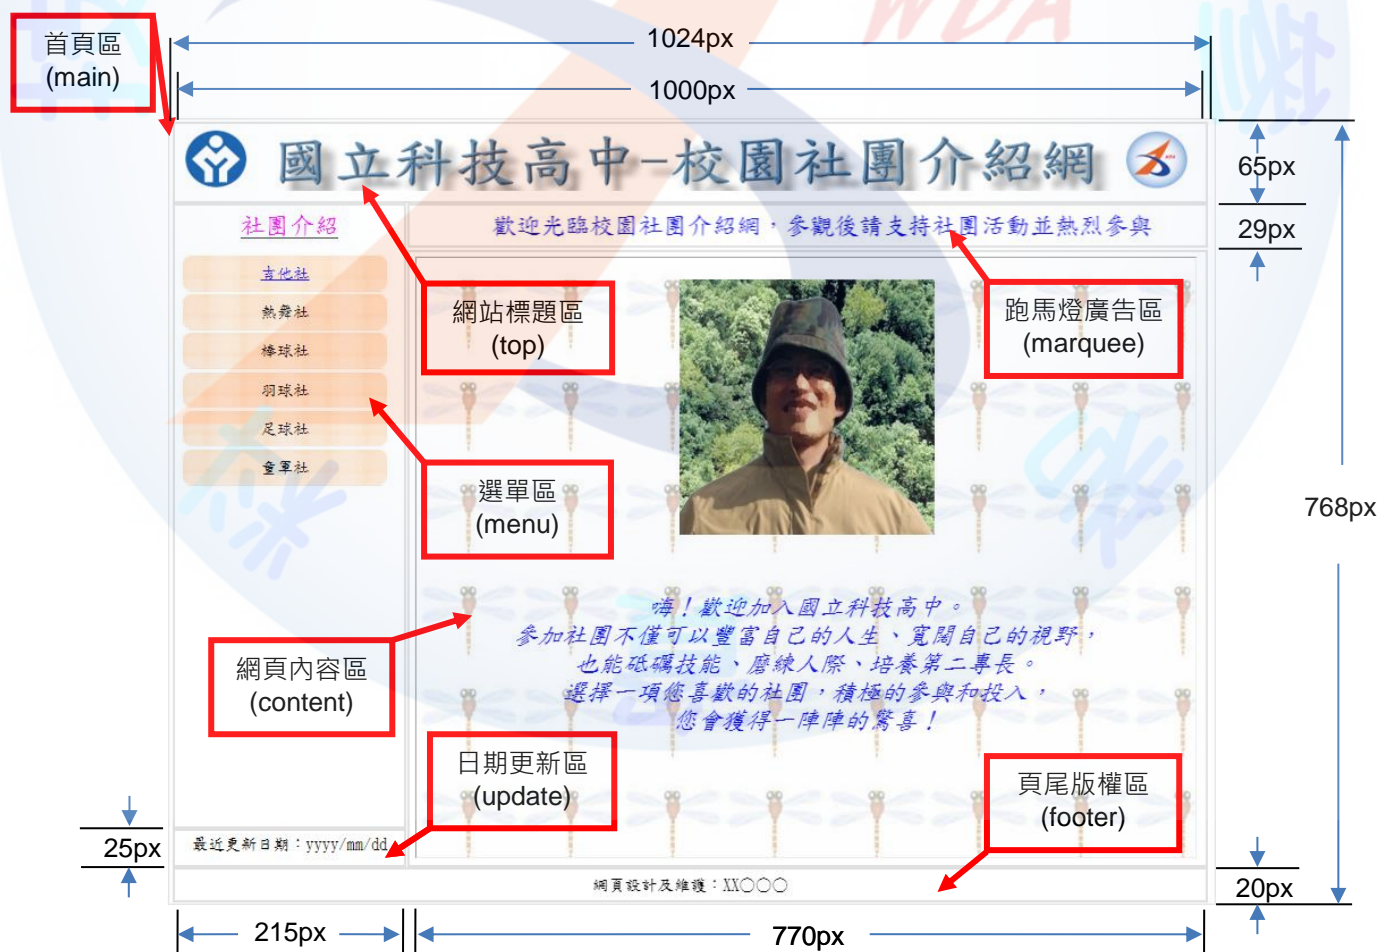 WDA
首頁區
(main)
1024px
1000px
國立科技高中-校園社團介紹網
65px
社團介紹
歡迎光臨校園社團介紹網，參觀後請支持社團活動並熱烈參與
29px
吉他社
熱舞社
棒球社
羽球社
足球社
童軍社
網站標題區
(top)
跑馬燈廣告區
(marquee)
選單區
(menu)
768px
嗨！歡迎加入國立科技高中。
參加社團不僅可以豐富自己的人生、寬闊自己的視野，
也能砥礪技能、磨練人際、培養第二專長。
選擇一項您喜歡的社團，積極的參與和投入，
您會獲得一陣陣的驚喜！
網頁內容區
(content)
日期更新區
(update)
頁尾版權區
(footer)
25px
最近更新日期：yyyy/mm/dd
網頁設計及維護：XX○○○
20px
215px
770px